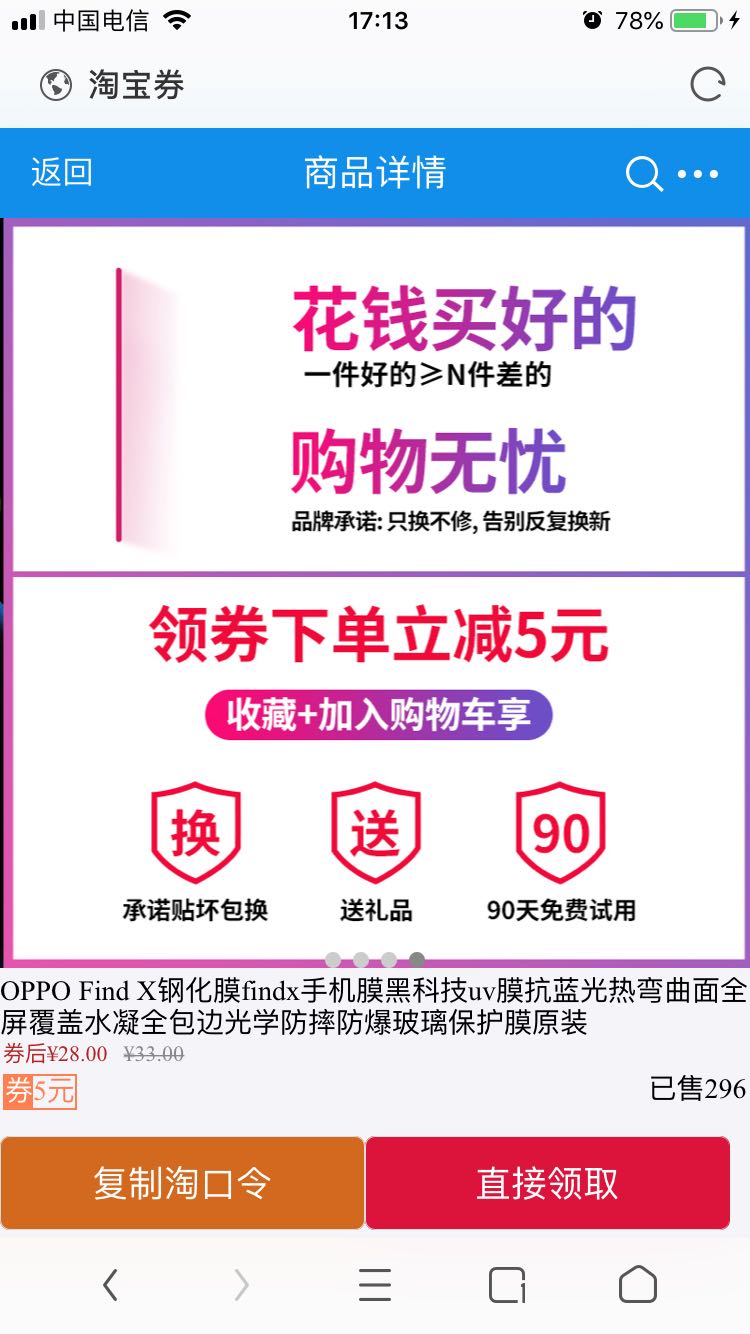 中国电信
17:13
78%
淘宝券
返回
商品详情
花钱买好的
一件好的≥N件差的
购物无忧
品牌承诺: 只换不修, 告别反复换新
领券下单立减5元
收藏+加入购物车享
换
送
90
承诺贴坏包换
送礼品
90天免费试用
OPPO Find X钢化膜findx手机膜黑科技uv膜抗蓝光热弯曲面全
屏覆盖水凝全包边光学防摔防爆玻璃保护膜原装
券后¥28.00 ¥33.00
券5元
已售296
复制淘口令
直接领取
1